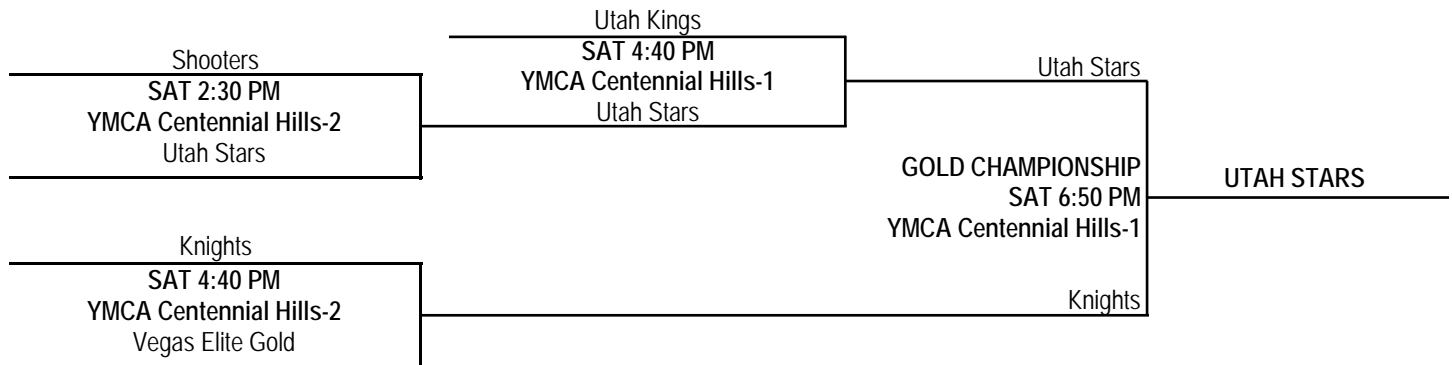 Utah Kings
SAT 4:40 PM
YMCA Centennial Hills-1
Utah Stars
Shooters
SAT 2:30 PM
YMCA Centennial Hills-2
Utah Stars
Utah Stars
GOLD CHAMPIONSHIP
SAT 6:50 PM
YMCA Centennial Hills-1
UTAH STARS
Knights
SAT 4:40 PM
YMCA Centennial Hills-2
Vegas Elite Gold
Knights